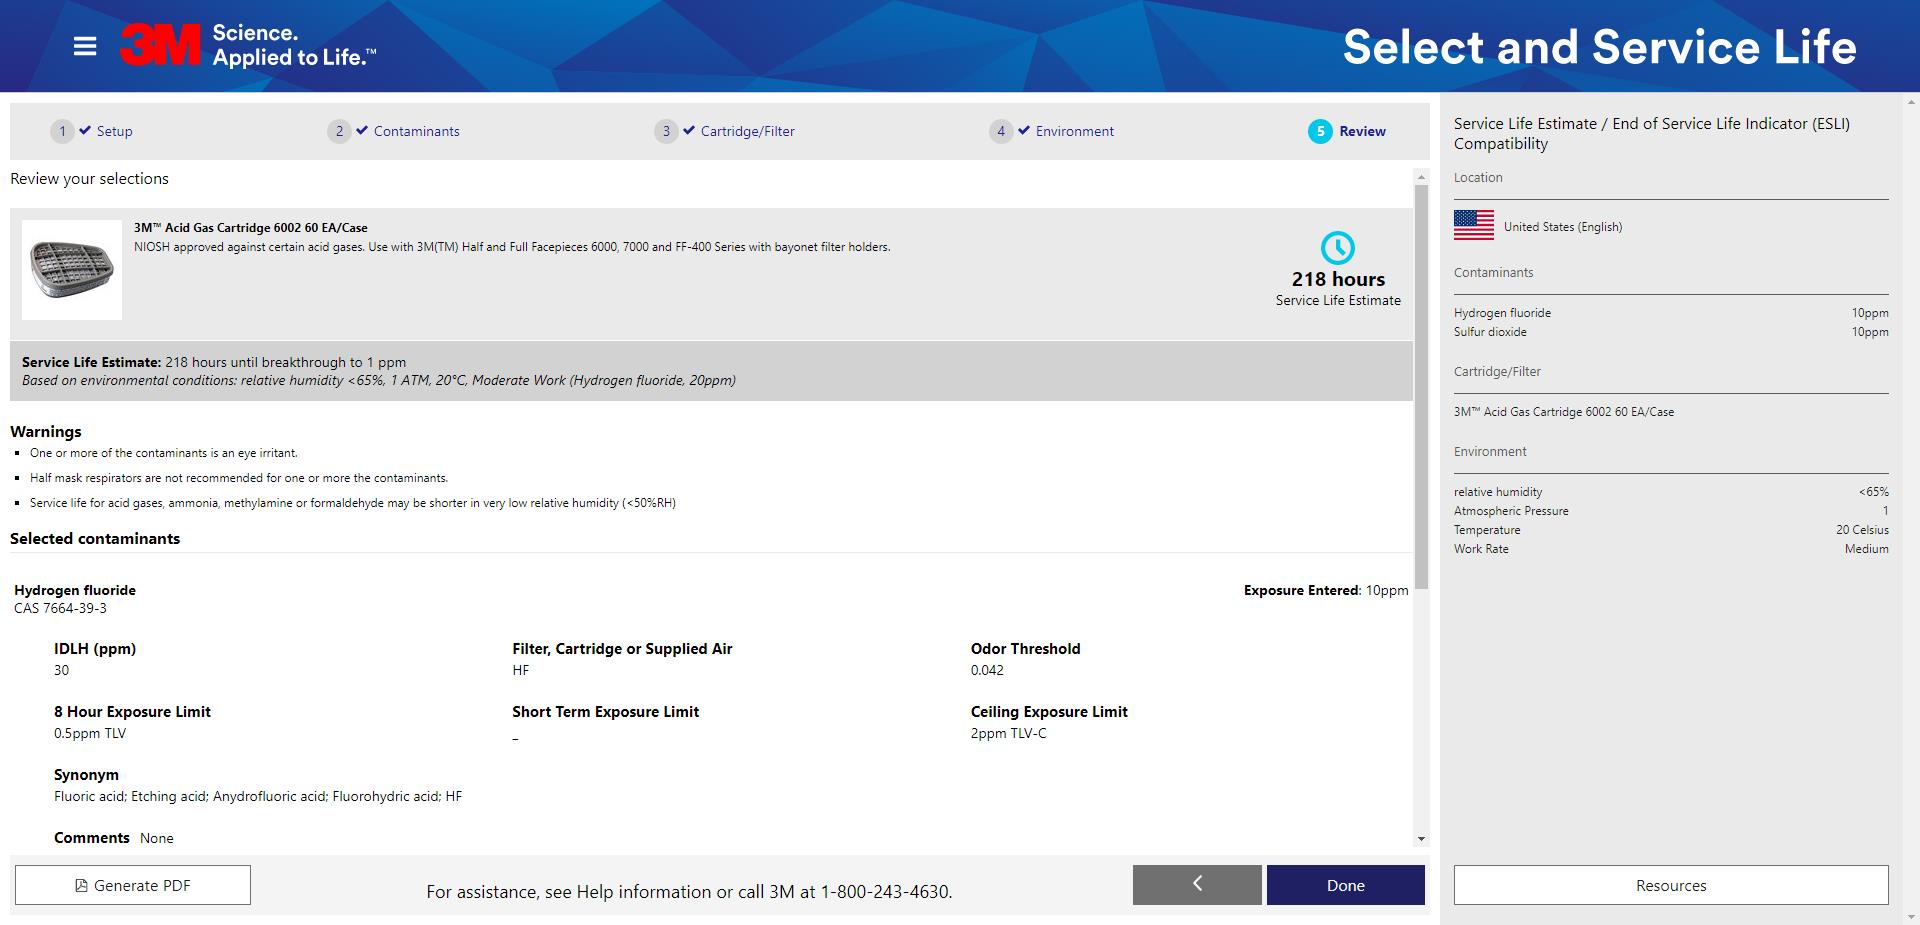 3M Science.
Applied to Life.™
Select and Service Life
1 Setup
2 Contaminants
3 Cartridge/Filter
4 Environment
5 Review
Review your selections
3M™ Acid Gas Cartridge 6002 60 EA/Case
NIOSH approved against certain acid gases. Use with 3M(TM) Half and Full Facepieces 6000, 7000 and FF-400 Series with bayonet filter holders.
218 hours
Service Life Estimate
Service Life Estimate: 218 hours until breakthrough to 1 ppm
Based on environmental conditions: relative humidity <65%, 1 ATM, 20°C, Moderate Work (Hydrogen fluoride, 20ppm)
Warnings
One or more of the contaminants is an eye irritant.
Half mask respirators are not recommended for one or more the contaminants.
Service life for acid gases, ammonia, methylamine or formaldehyde may be shorter in very low relative humidity (<50%RH)
Selected contaminants
Hydrogen fluoride
Exposure Entered: 10ppm
CAS 7664-39-3
IDLH (ppm)
30
Filter, Cartridge or Supplied Air
HF
Odor Threshold
0.042
8 Hour Exposure Limit
0.5ppm TLV
Short Term Exposure Limit
_
Ceiling Exposure Limit
2ppm TLV-C
Synonym
Fluoric acid; Etching acid; Anydrofluoric acid; Fluorohydric acid; HF
Comments None
Generate PDF
For assistance, see Help information or call 3M at 1-800-243-4630.
Done
Service Life Estimate / End of Service Life Indicator (ESLI)
Compatibility
Location
United States (English)
Contaminants
Hydrogen fluoride 10ppm
Sulfur dioxide 10ppm
Cartridge/Filter
3M™ Acid Gas Cartridge 6002 60 EA/Case
Environment
relative humidity <65%
Atmospheric Pressure 1
Temperature 20 Celsius
Work Rate Medium
Resources